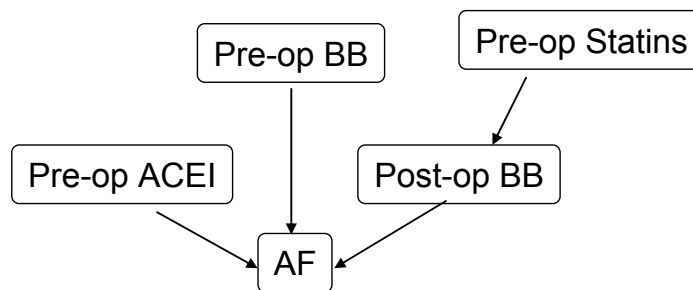 Pre-op Statins
Pre-op BB
Pre-op ACEI
Post-op BB
AF